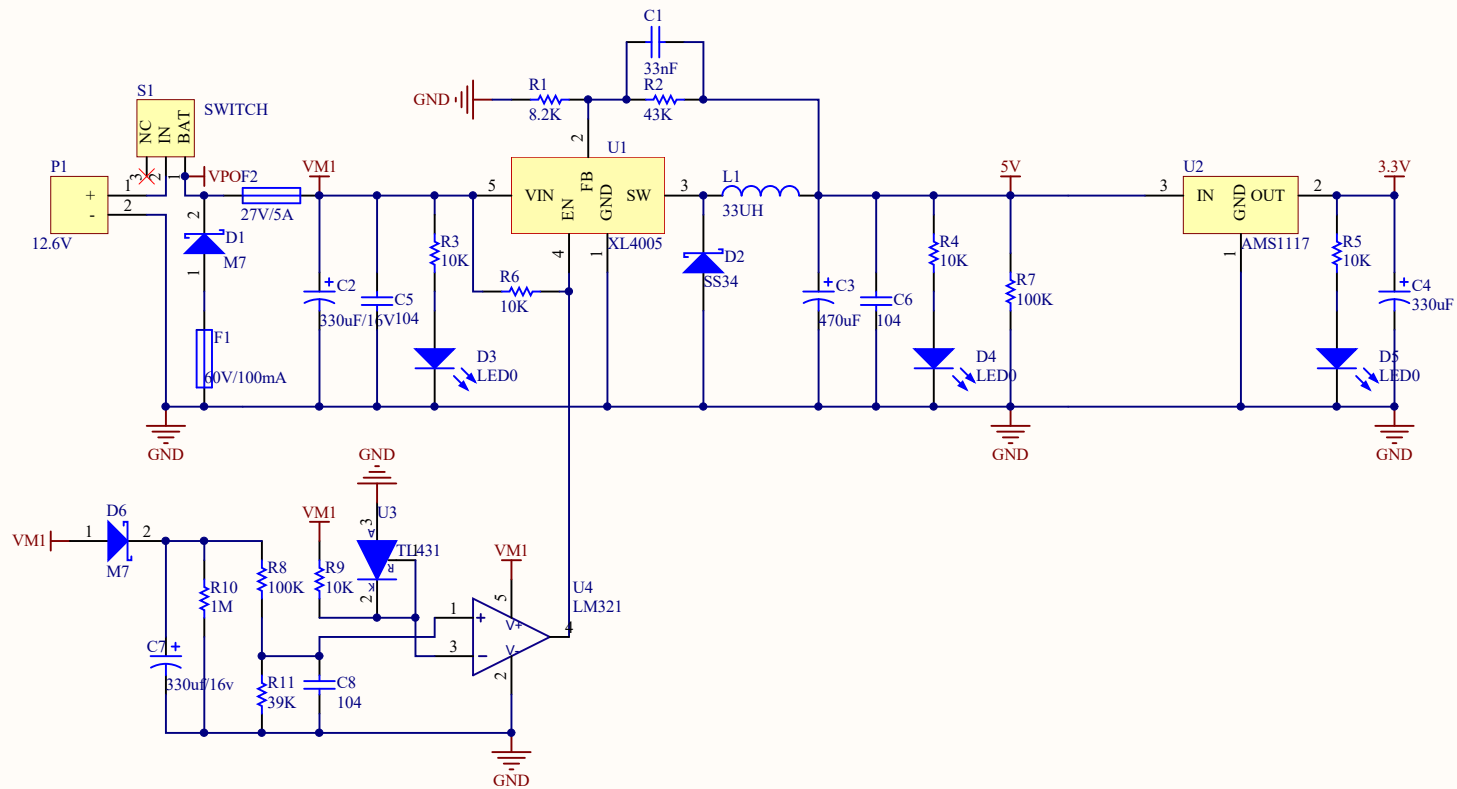 C1
33nF
R1
8.2K
R2
43K
GND
S1
SWITCH
NC
IN
BAT
3
2
1
P1
+
-
1
2
12.6V
VPO
F2
27V/5A
VM1
2
D1
M7
1
F1
60V/100mA
C2
330uF/16V
C5
104
R3
10K
D3
LED0
R6
10K
U1
2
5
VIN
FB
EN
GND
SW
3
4
1
XL4005
L1
33UH
D2
SS34
C3
470uF
C6
104
R4
10K
D4
LED0
5V
R7
100K
U2
3
IN
GND
OUT
2
1
AMS1117
3.3V
R5
10K
D5
LED0
C4
330uF
GND
GND
GND
GND
D6
VM1
1
2
M7
VM1
3
U3
A
TL431
1
R
K
2
R10
1M
R8
100K
R9
10K
VM1
5
U4
LM321
1
+
V+
4
3
-
V-
2
C7
330uf/16v
R11
39K
C8
104
GND